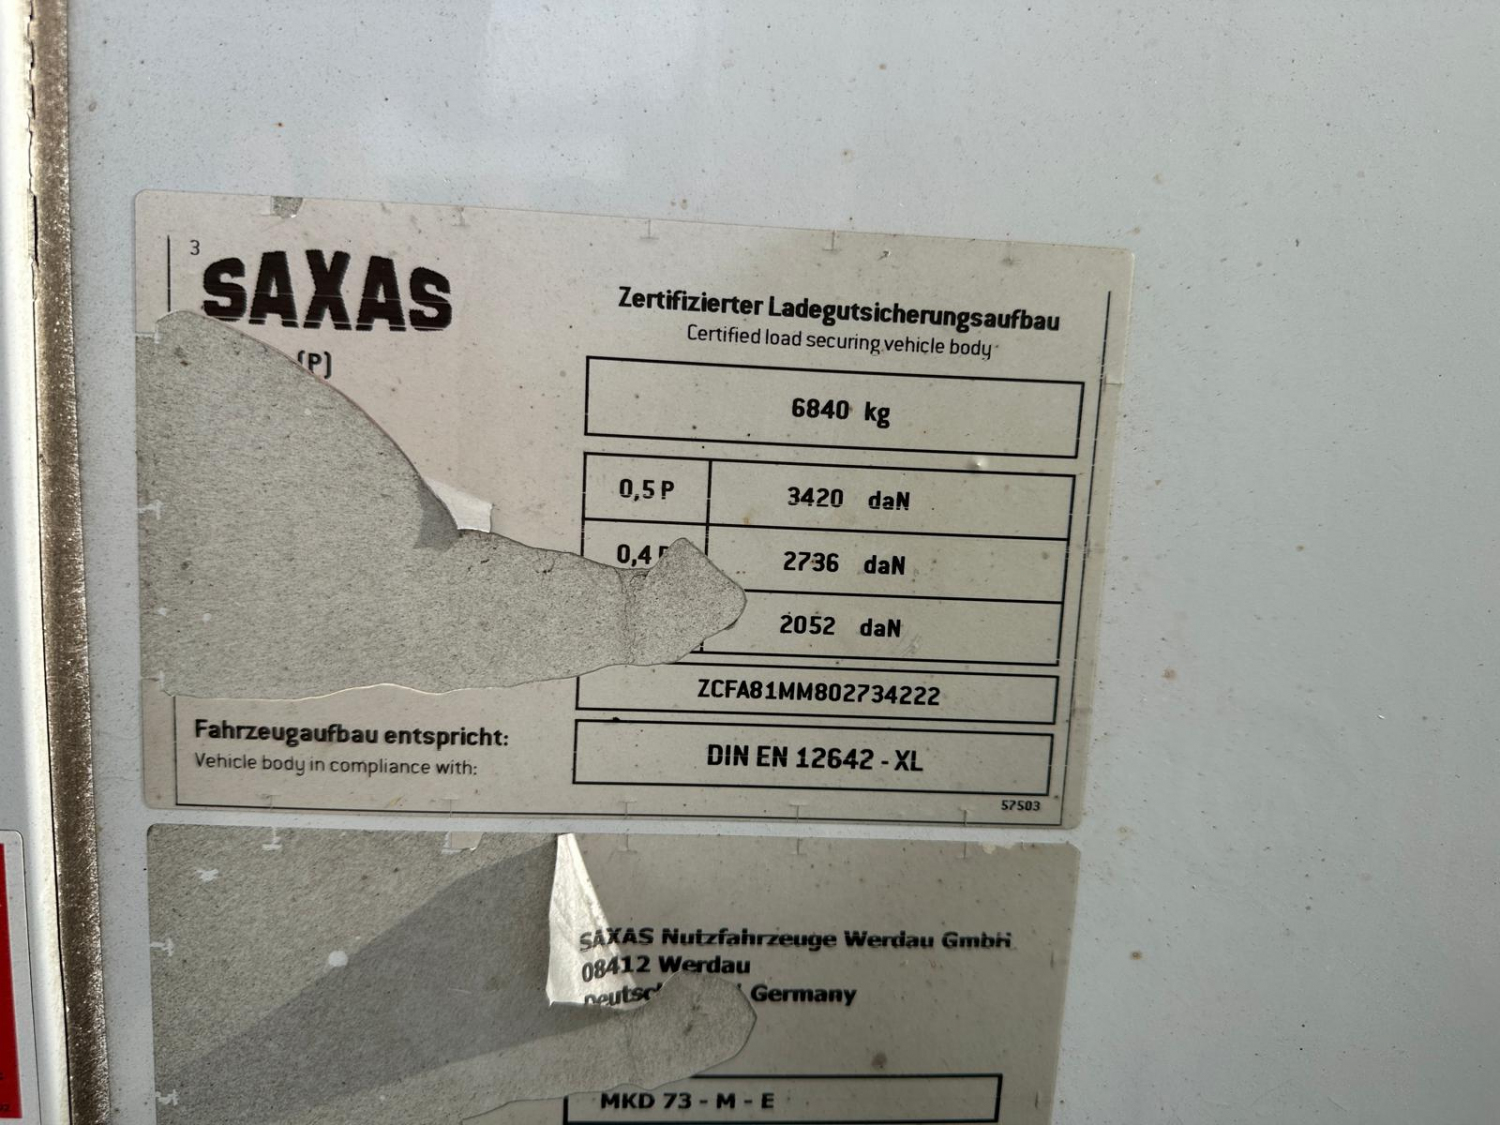 3
SAXAS
(P)
Zertifizierter Ladegutsicherungsaufbau
Certified load securing vehicle body
6840 kg
0,5 P 3420 daN
0,4 2736 daN
2052 daN
ZCFA81MM802734222
Fahrzeugaufbau entspricht:
Vehicle body in compliance with:
DIN EN 12642 - XL
57503
SAXAS Nutzfahrzeuge Werdau GmbH
08412 Werdau
Germany
MKD 73 - M - E